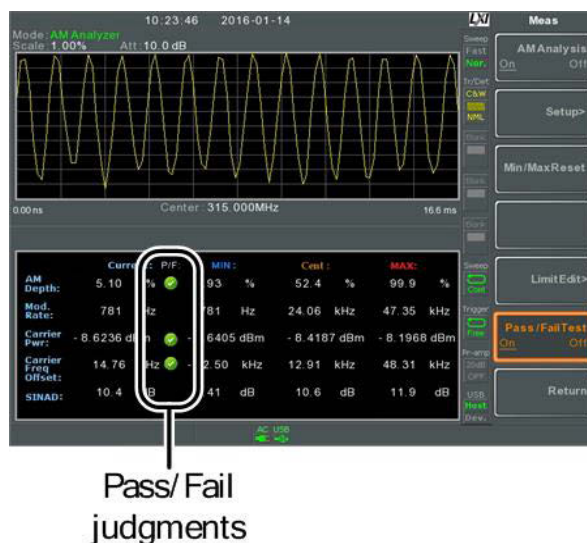 10:23:46 2016-01-14
LXI
Meas
Mode:AM Analyzer
Scale:1.00% Att:10.0 dB
Sweep
Fast
Nor.
Tr/Det
C&W
NML
Blank
Blank
Blank
0.00 ns Center:315.000MHz 16.6 ms
Current: P/F: MIN: Cent: MAX:
AM Depth: 5.10 % 93 % 52.4 % 99.9 %
Mod. Rate: 781 Hz 781 Hz 24.06 kHz 47.35 kHz
Carrier Pwr: -8.6236 dBm - 6405 dBm -8.4187 dBm -8.1968 dBm
Carrier Freq Offset: 14.76 Hz - 2.50 kHz 12.91 kHz 48.31 kHz
SINAD: 10.4 dB 41 dB 10.6 dB 11.9 dB
Sweep
Cont
Trigger
Free
Pr-amp
20dB
OFF
USB
Host
Dev.
AC USB
AM Analysis
On Off
Setup>
Min/MaxReset
LimitEdit>
Pass/FailTest
On Off
Return
Pass/Fail
judgments